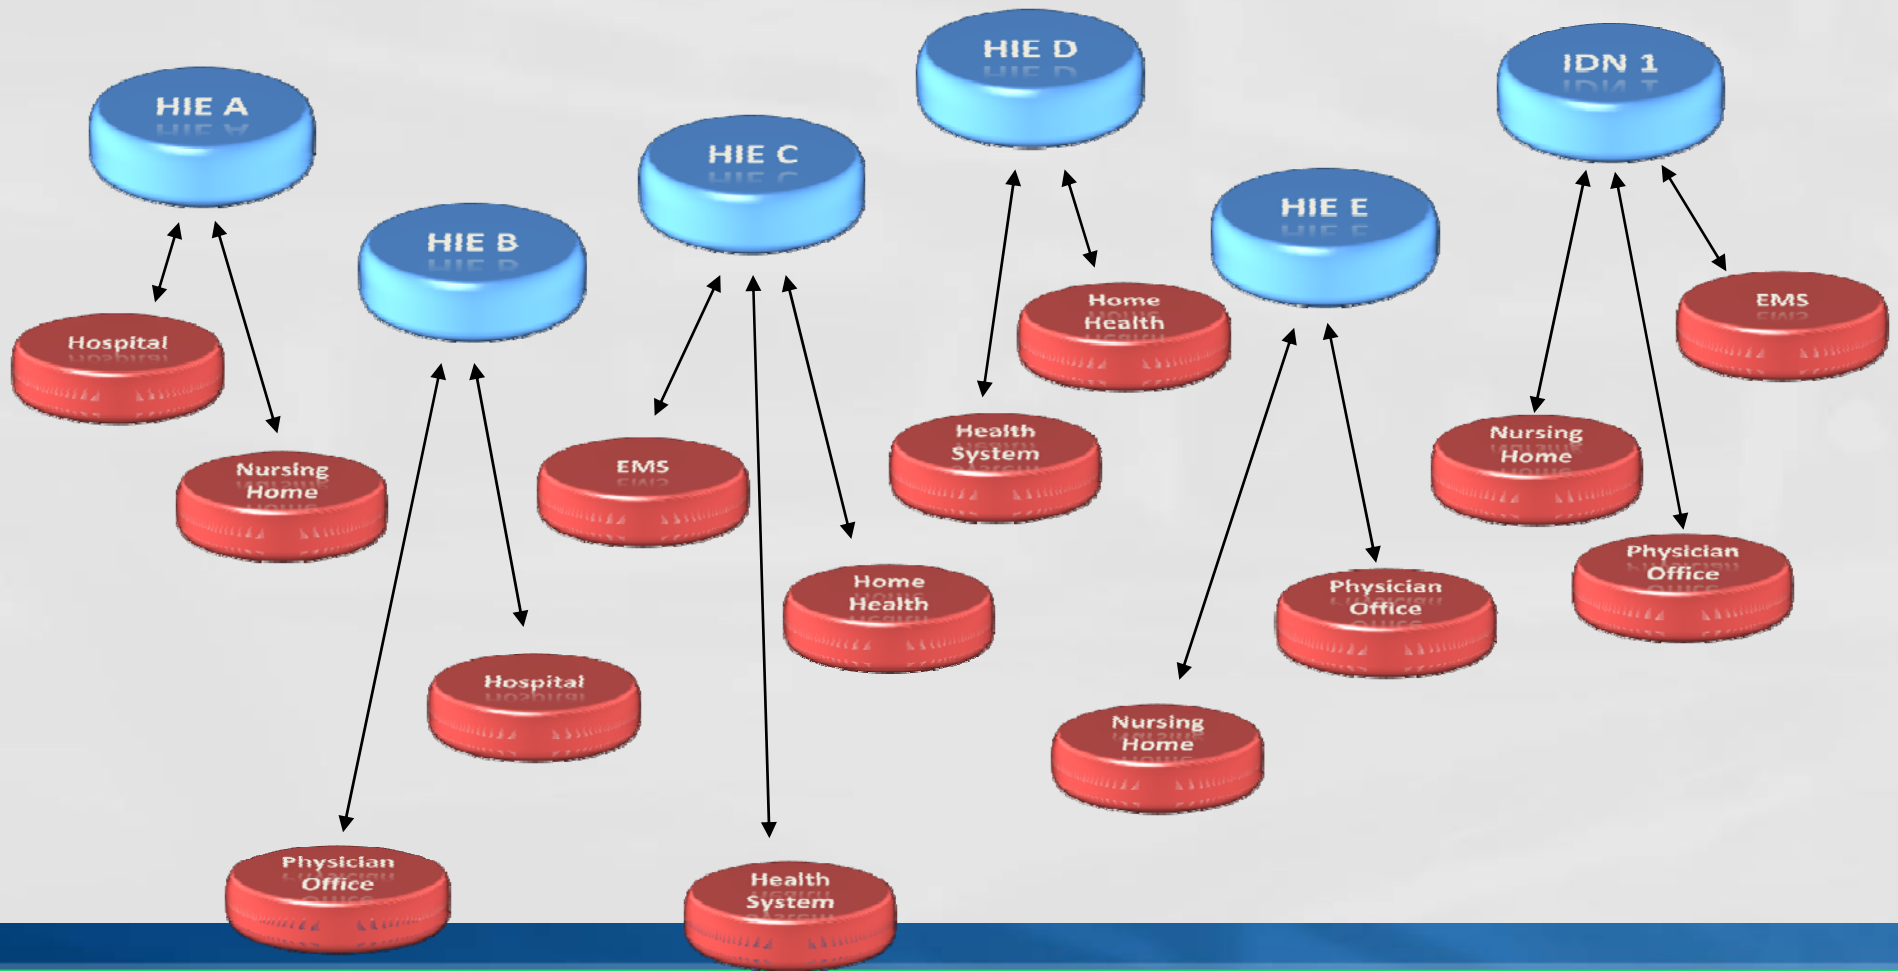 HIE D
IDN 1
HIE A
HIE C
HIE E
HIE B
Home
Health
EMS
Hospital
Health
System
Nursing
Home
Nursing
Home
EMS
Physician
Office
Home
Health
Physician
Office
Hospital
Nursing
Home
Physician
Office
Health
System